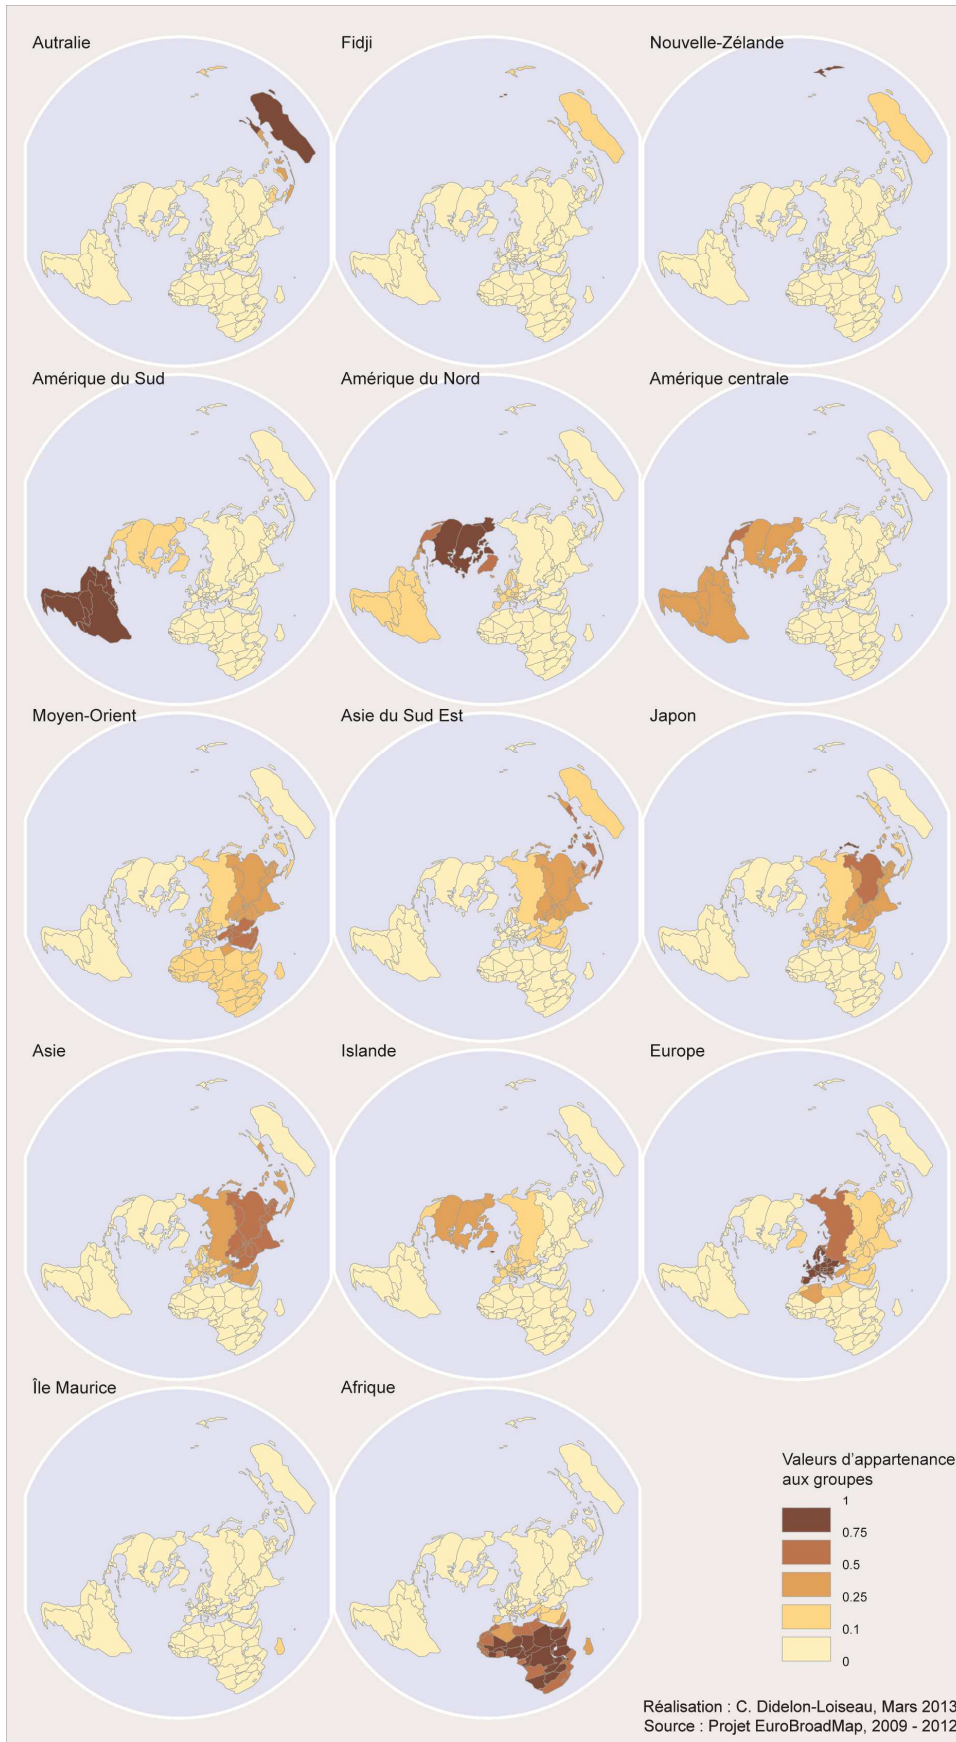 Autralie
Fidji
Nouvelle-Zélande
Amérique du Sud
Amérique du Nord
Amérique centrale
Moyen-Orient
Asie du Sud Est
Japon
Asie
Islande
Europe
Île Maurice
Afrique
Valeurs d'appartenance
aux groupes
1
0.75
0.5
0.25
0.1
0
Réalisation : C. Didelon-Loiseau, Mars 2013
Source : Projet EuroBroadMap, 2009 - 2012